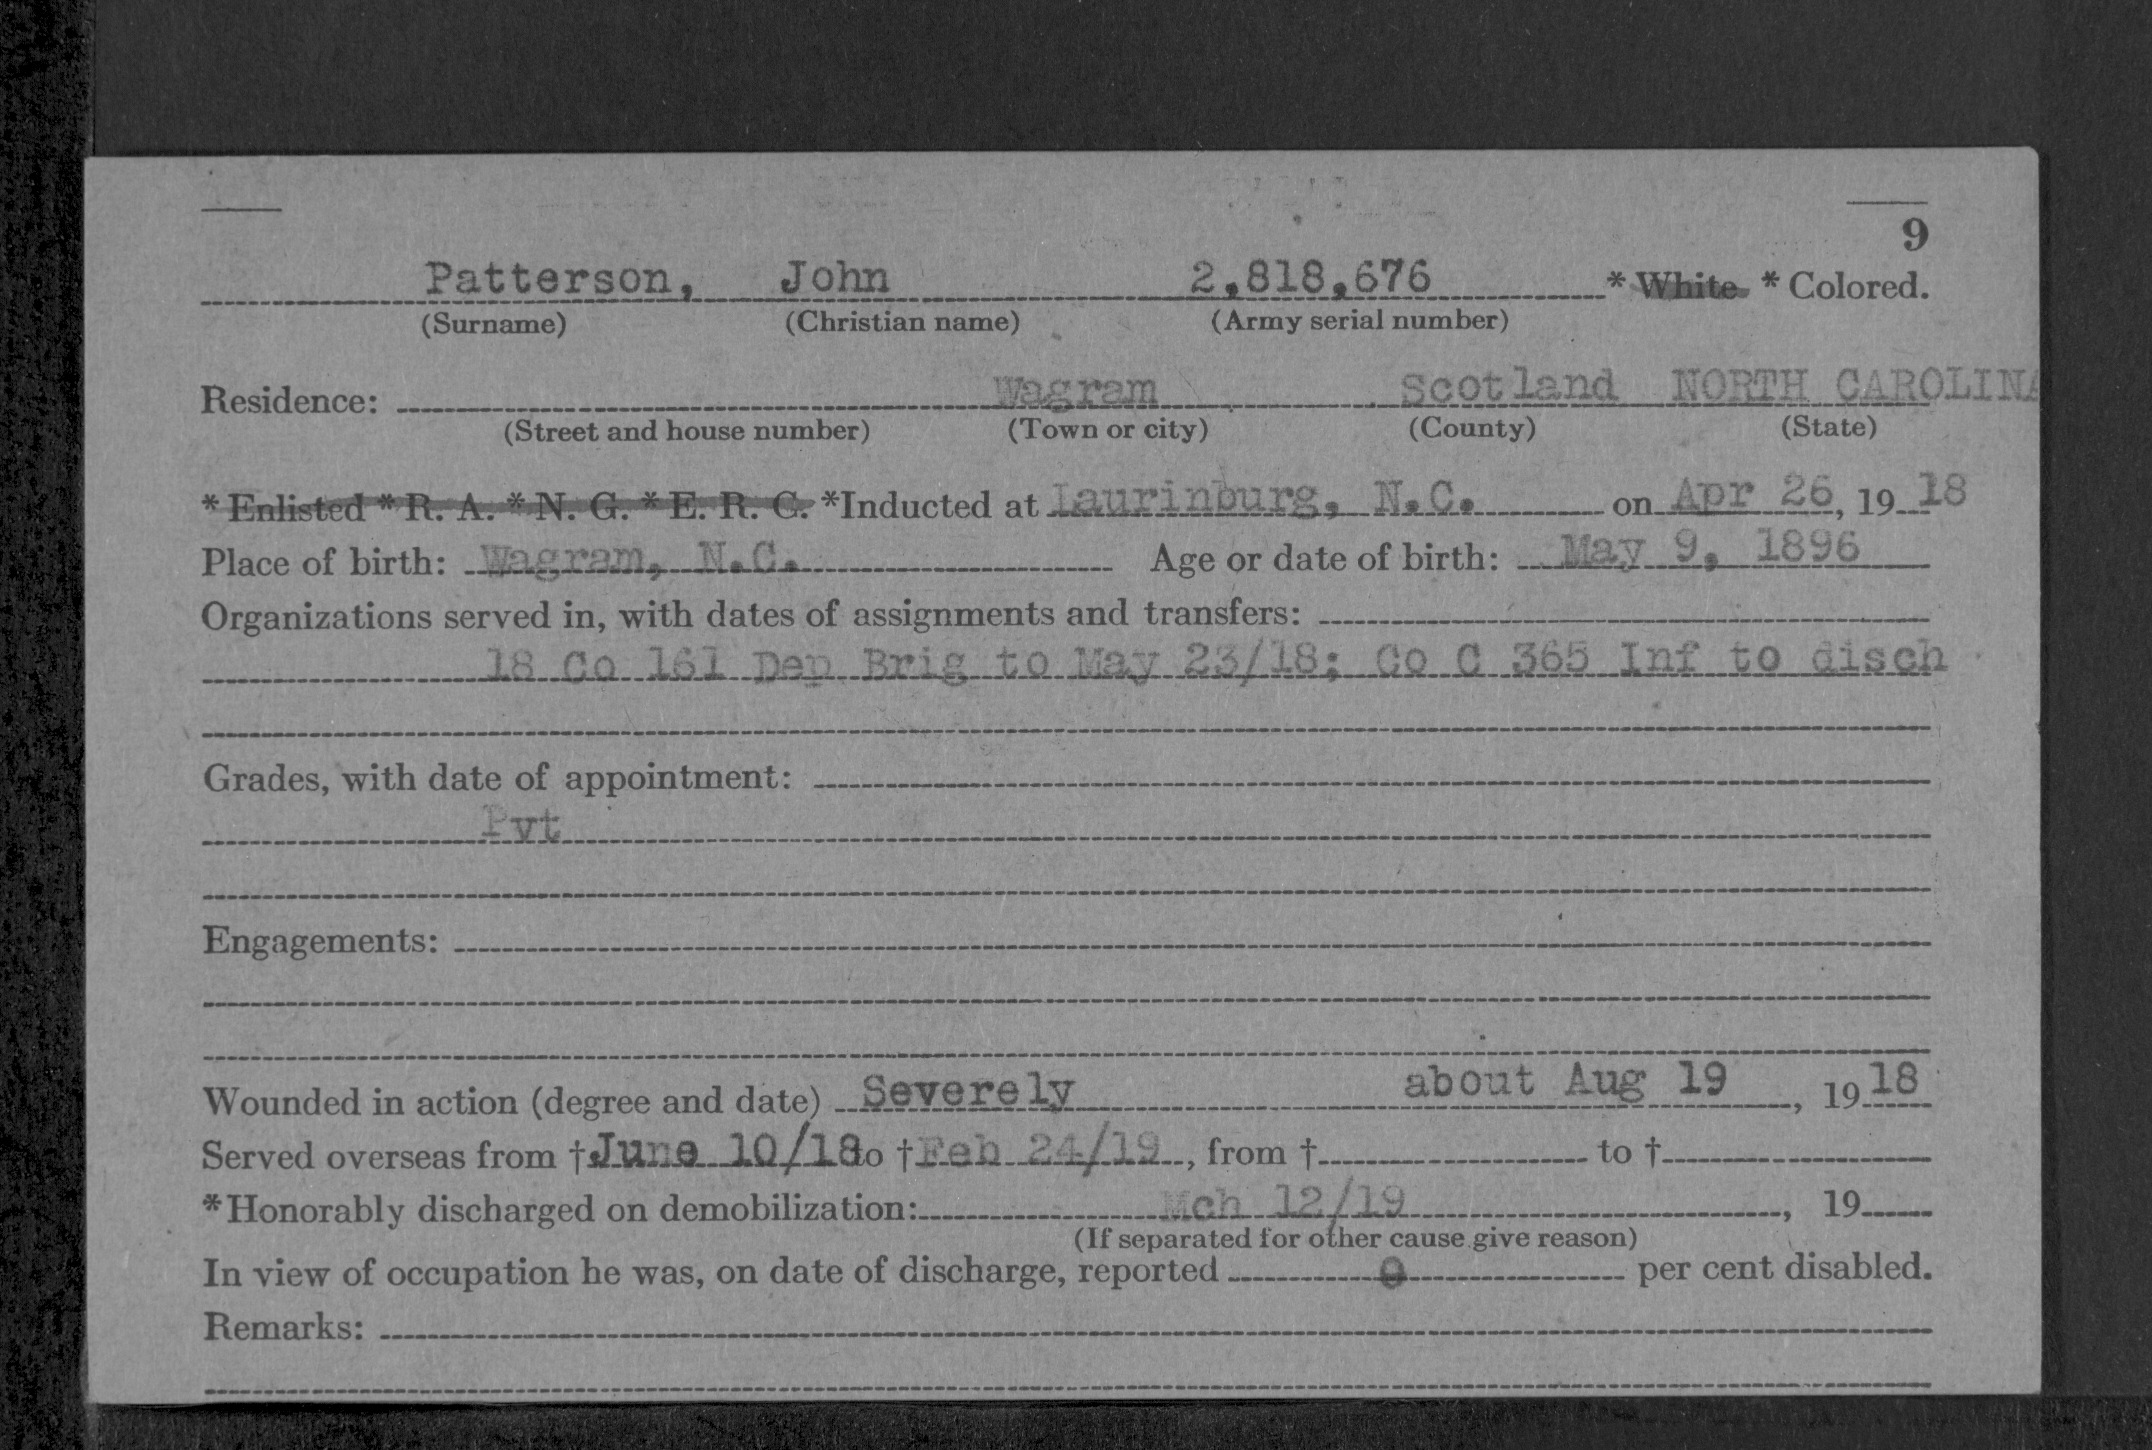 9
Patterson, John 2,818,676 * White * Colored.
(Surname) (Christian name) (Army serial number)
Residence: Wagram Scotland NORTH CAROLINA
(Street and house number) (Town or city) (County) (State)
* Enlisted * R. A. * N. G. * E. R. C. *Inducted at Laurinburg, N.C. on Apr 26, 19 18
Place of birth: Wagram, N.C. Age or date of birth: May 9, 1896
Organizations served in, with dates of assignments and transfers:
18 Co 161 Dep Brig to May 23/18; Co C 365 Inf to disch
Grades, with date of appointment:
Pvt
Engagements:
Wounded in action (degree and date) Severely about Aug 19, 19 18
Served overseas from † June 10/18 to † Feb 24/19, from † to †
*Honorably discharged on demobilization: Mch 12/19, 19
(If separated for other cause give reason)
In view of occupation he was, on date of discharge, reported 0 per cent disabled.
Remarks: